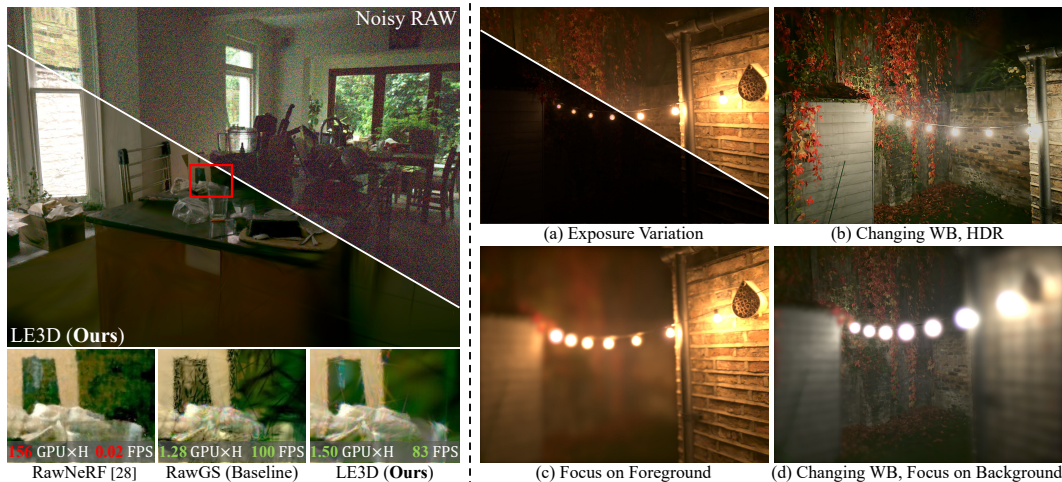 Noisy RAW
LE3D (Ours)
156 GPU×H 0.02 FPS
1.28 GPU×H 100 FPS
1.50 GPU×H 83 FPS
RawNeRF [28]
RawGS (Baseline)
LE3D (Ours)
(a) Exposure Variation
(b) Changing WB, HDR
(c) Focus on Foreground
(d) Changing WB, Focus on Background